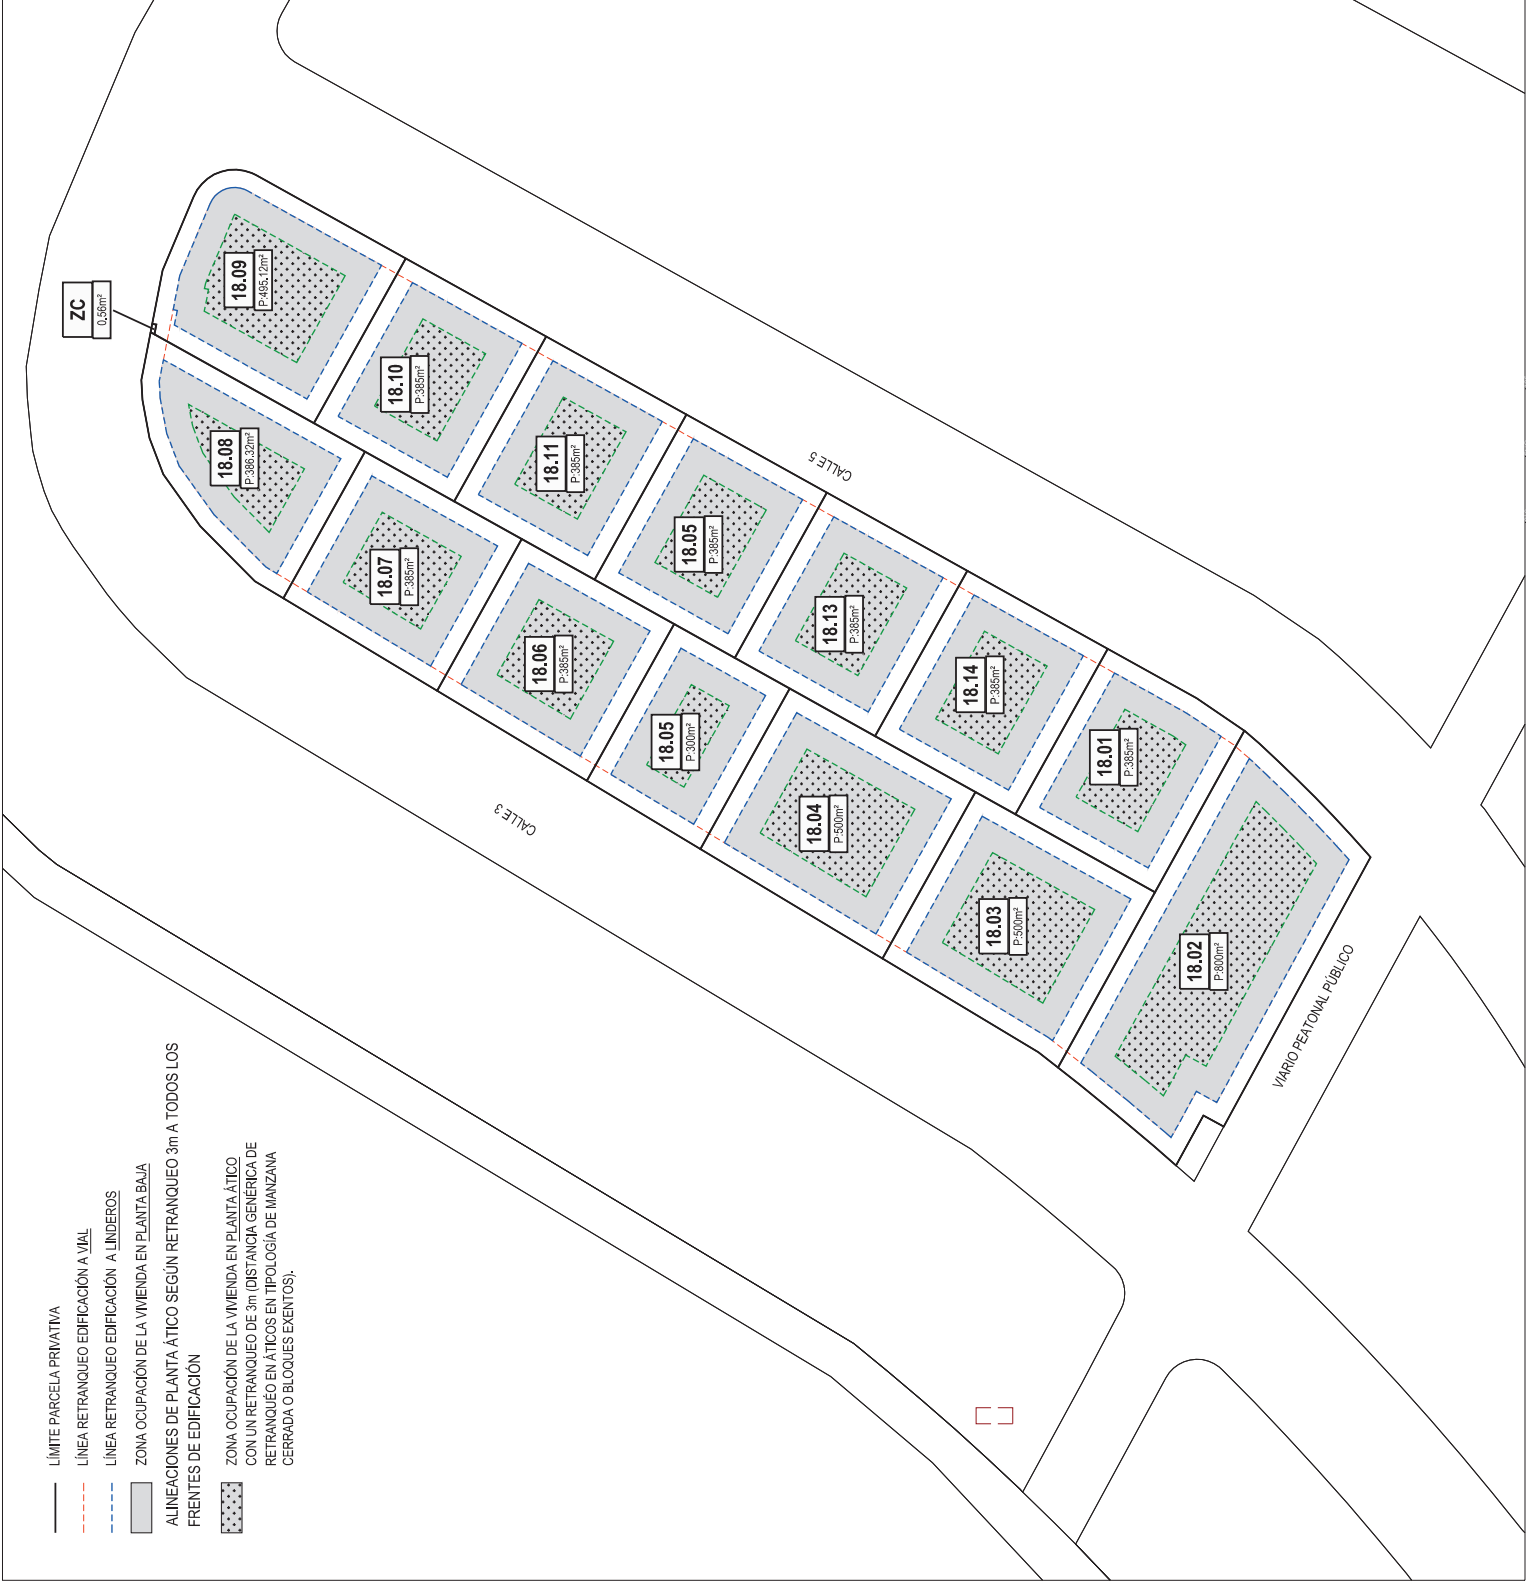 LÍMITE PARCELA PRIVATIVA
LÍNEA RETRANQUEO EDIFICACIÓN A VIAL
LÍNEA RETRANQUEO EDIFICACIÓN A LINDEROS
ZONA OCUPACIÓN DE LA VIVIENDA EN PLANTA BAJA
ALINEACIONES DE PLANTA ÁTICO SEGÚN RETRANQUEO 3m A TODOS LOS
FRENTES DE EDIFICACIÓN
ZONA OCUPACIÓN DE LA VIVIENDA EN PLANTA ÁTICO
CON UN RETRANQUEO DE 3m (DISTANCIA GENÉRICA DE
RETRANQUEO EN ÁTICOS EN TIPOLOGÍA DE MANZANA
CERRADA O BLOQUES EXENTOS).
ZC
0,56m²
18.09
P:495.12m²
18.08
P:386.32m²
18.10
P:385m²
18.07
P:385m²
18.11
P:385m²
18.06
P:385m²
18.05
P:385m²
18.05
P:300m²
18.13
P:385m²
18.04
P:500m²
18.14
P:385m²
18.03
P:500m²
18.01
P:385m²
18.02
P:800m²
CALLE 5
CALLE 3
VIARIO PEATONAL PÚBLICO